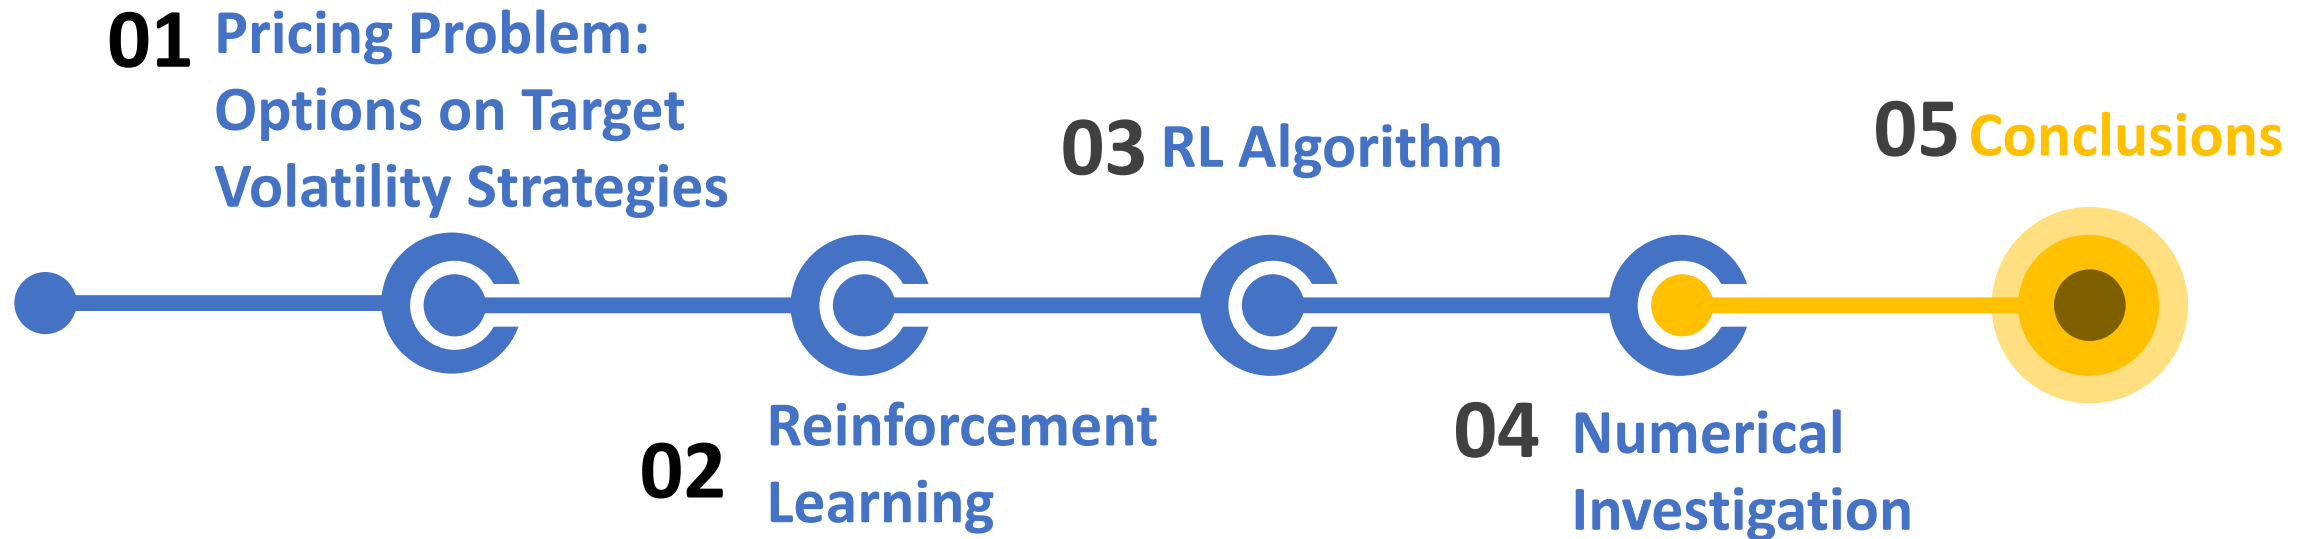 01 Pricing Problem:
Options on Target
Volatility Strategies
02 Reinforcement
Learning
03 RL Algorithm
04 Numerical
Investigation
05 Conclusions